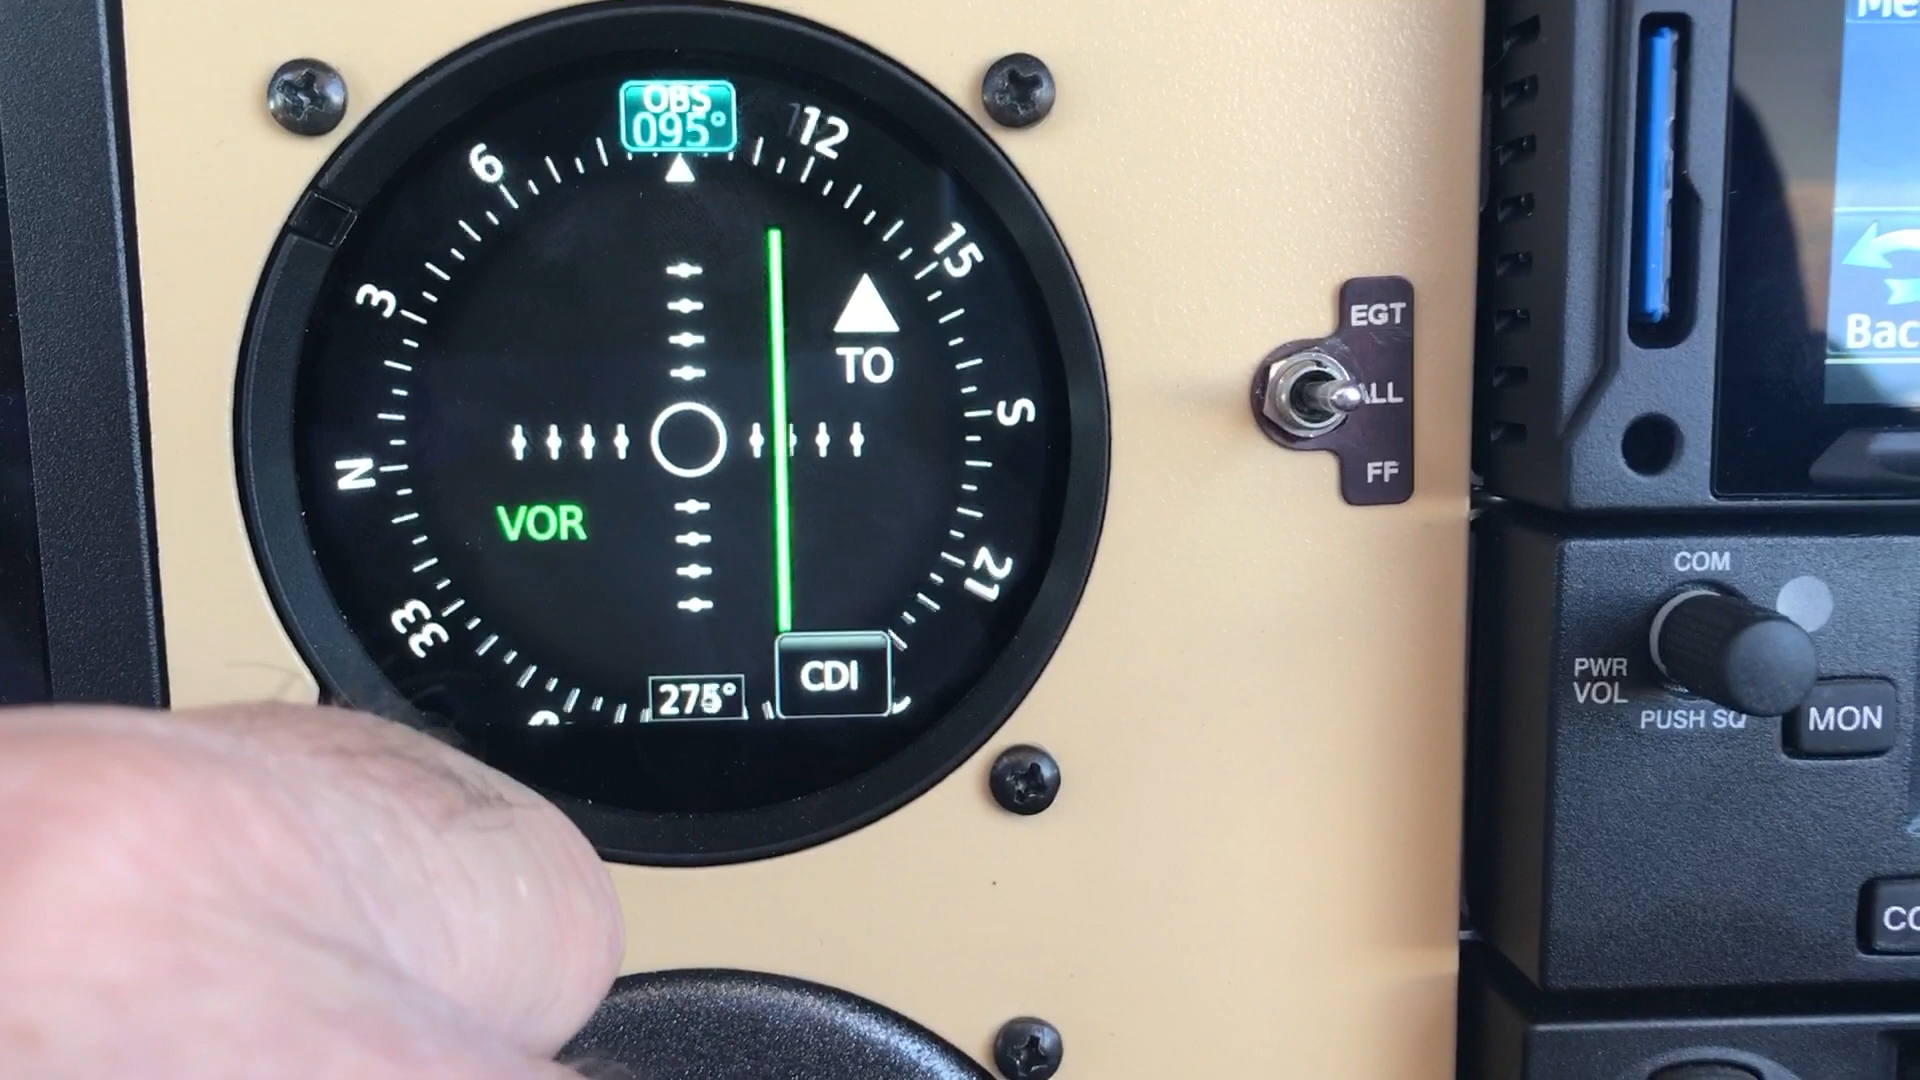 OBS
095°
12
6
15
3
TO
S
N
VOR
21
33
CDI
275°
EGT
ALL
FF
Bac
COM
PWR
VOL
PUSH SQ
MON